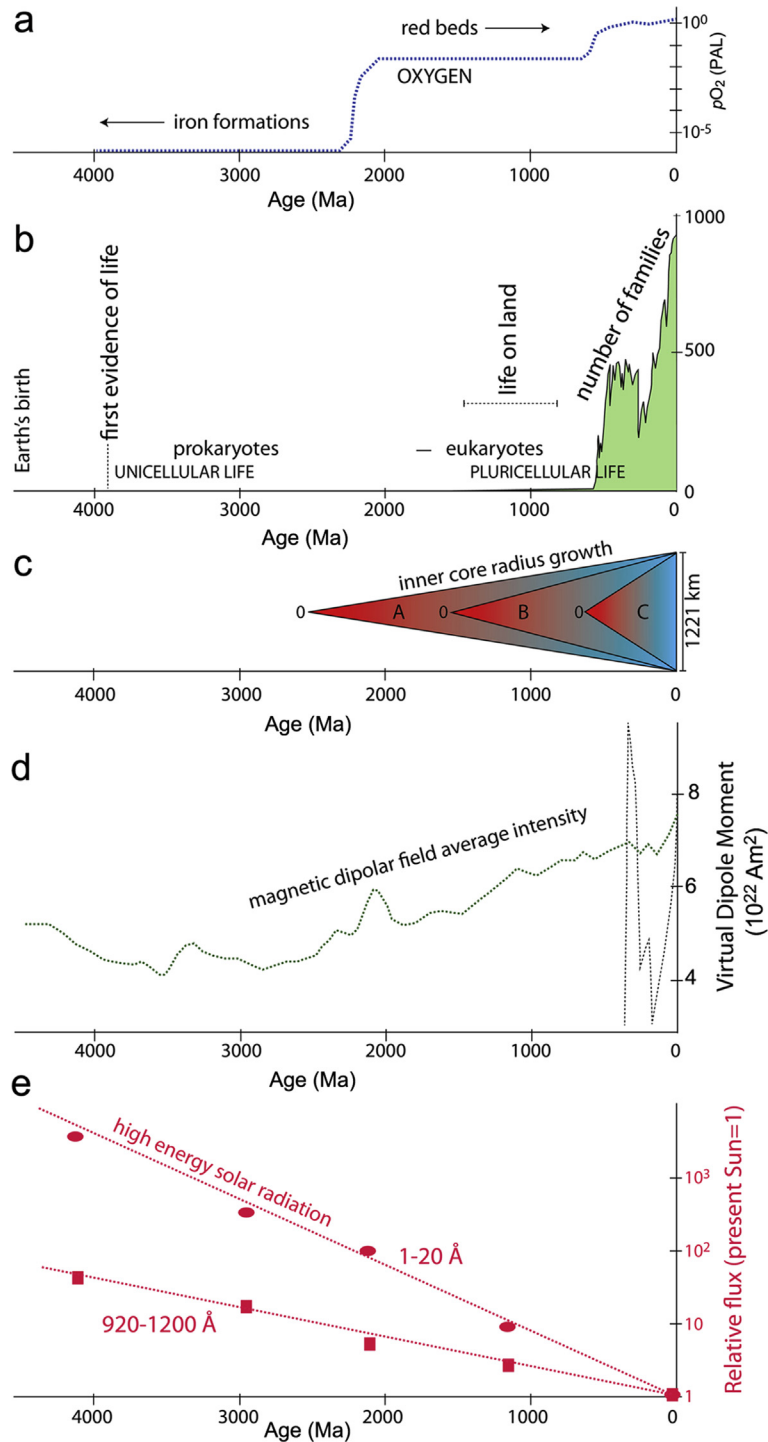 a
red beds
OXYGEN
iron formations
10⁰
10⁻⁵
pO₂ (PAL)
4000 3000 2000 1000 0
Age (Ma)
b
Earth's birth
first evidence of life
prokaryotes
UNICELLULAR LIFE
life on land
eukaryotes
PLURICELLULAR LIFE
number of families
1000
500
0
4000 3000 2000 1000 0
Age (Ma)
c
inner core radius growth
0 A 0 B 0 C
1221 km
4000 3000 2000 1000 0
Age (Ma)
d
magnetic dipolar field average intensity
8
6
4
Virtual Dipole Moment
(10²² Am²)
4000 3000 2000 1000 0
Age (Ma)
e
high energy solar radiation
1-20 Å
920-1200 Å
10³
10²
10
1
Relative flux (present Sun=1)
4000 3000 2000 1000 0
Age (Ma)